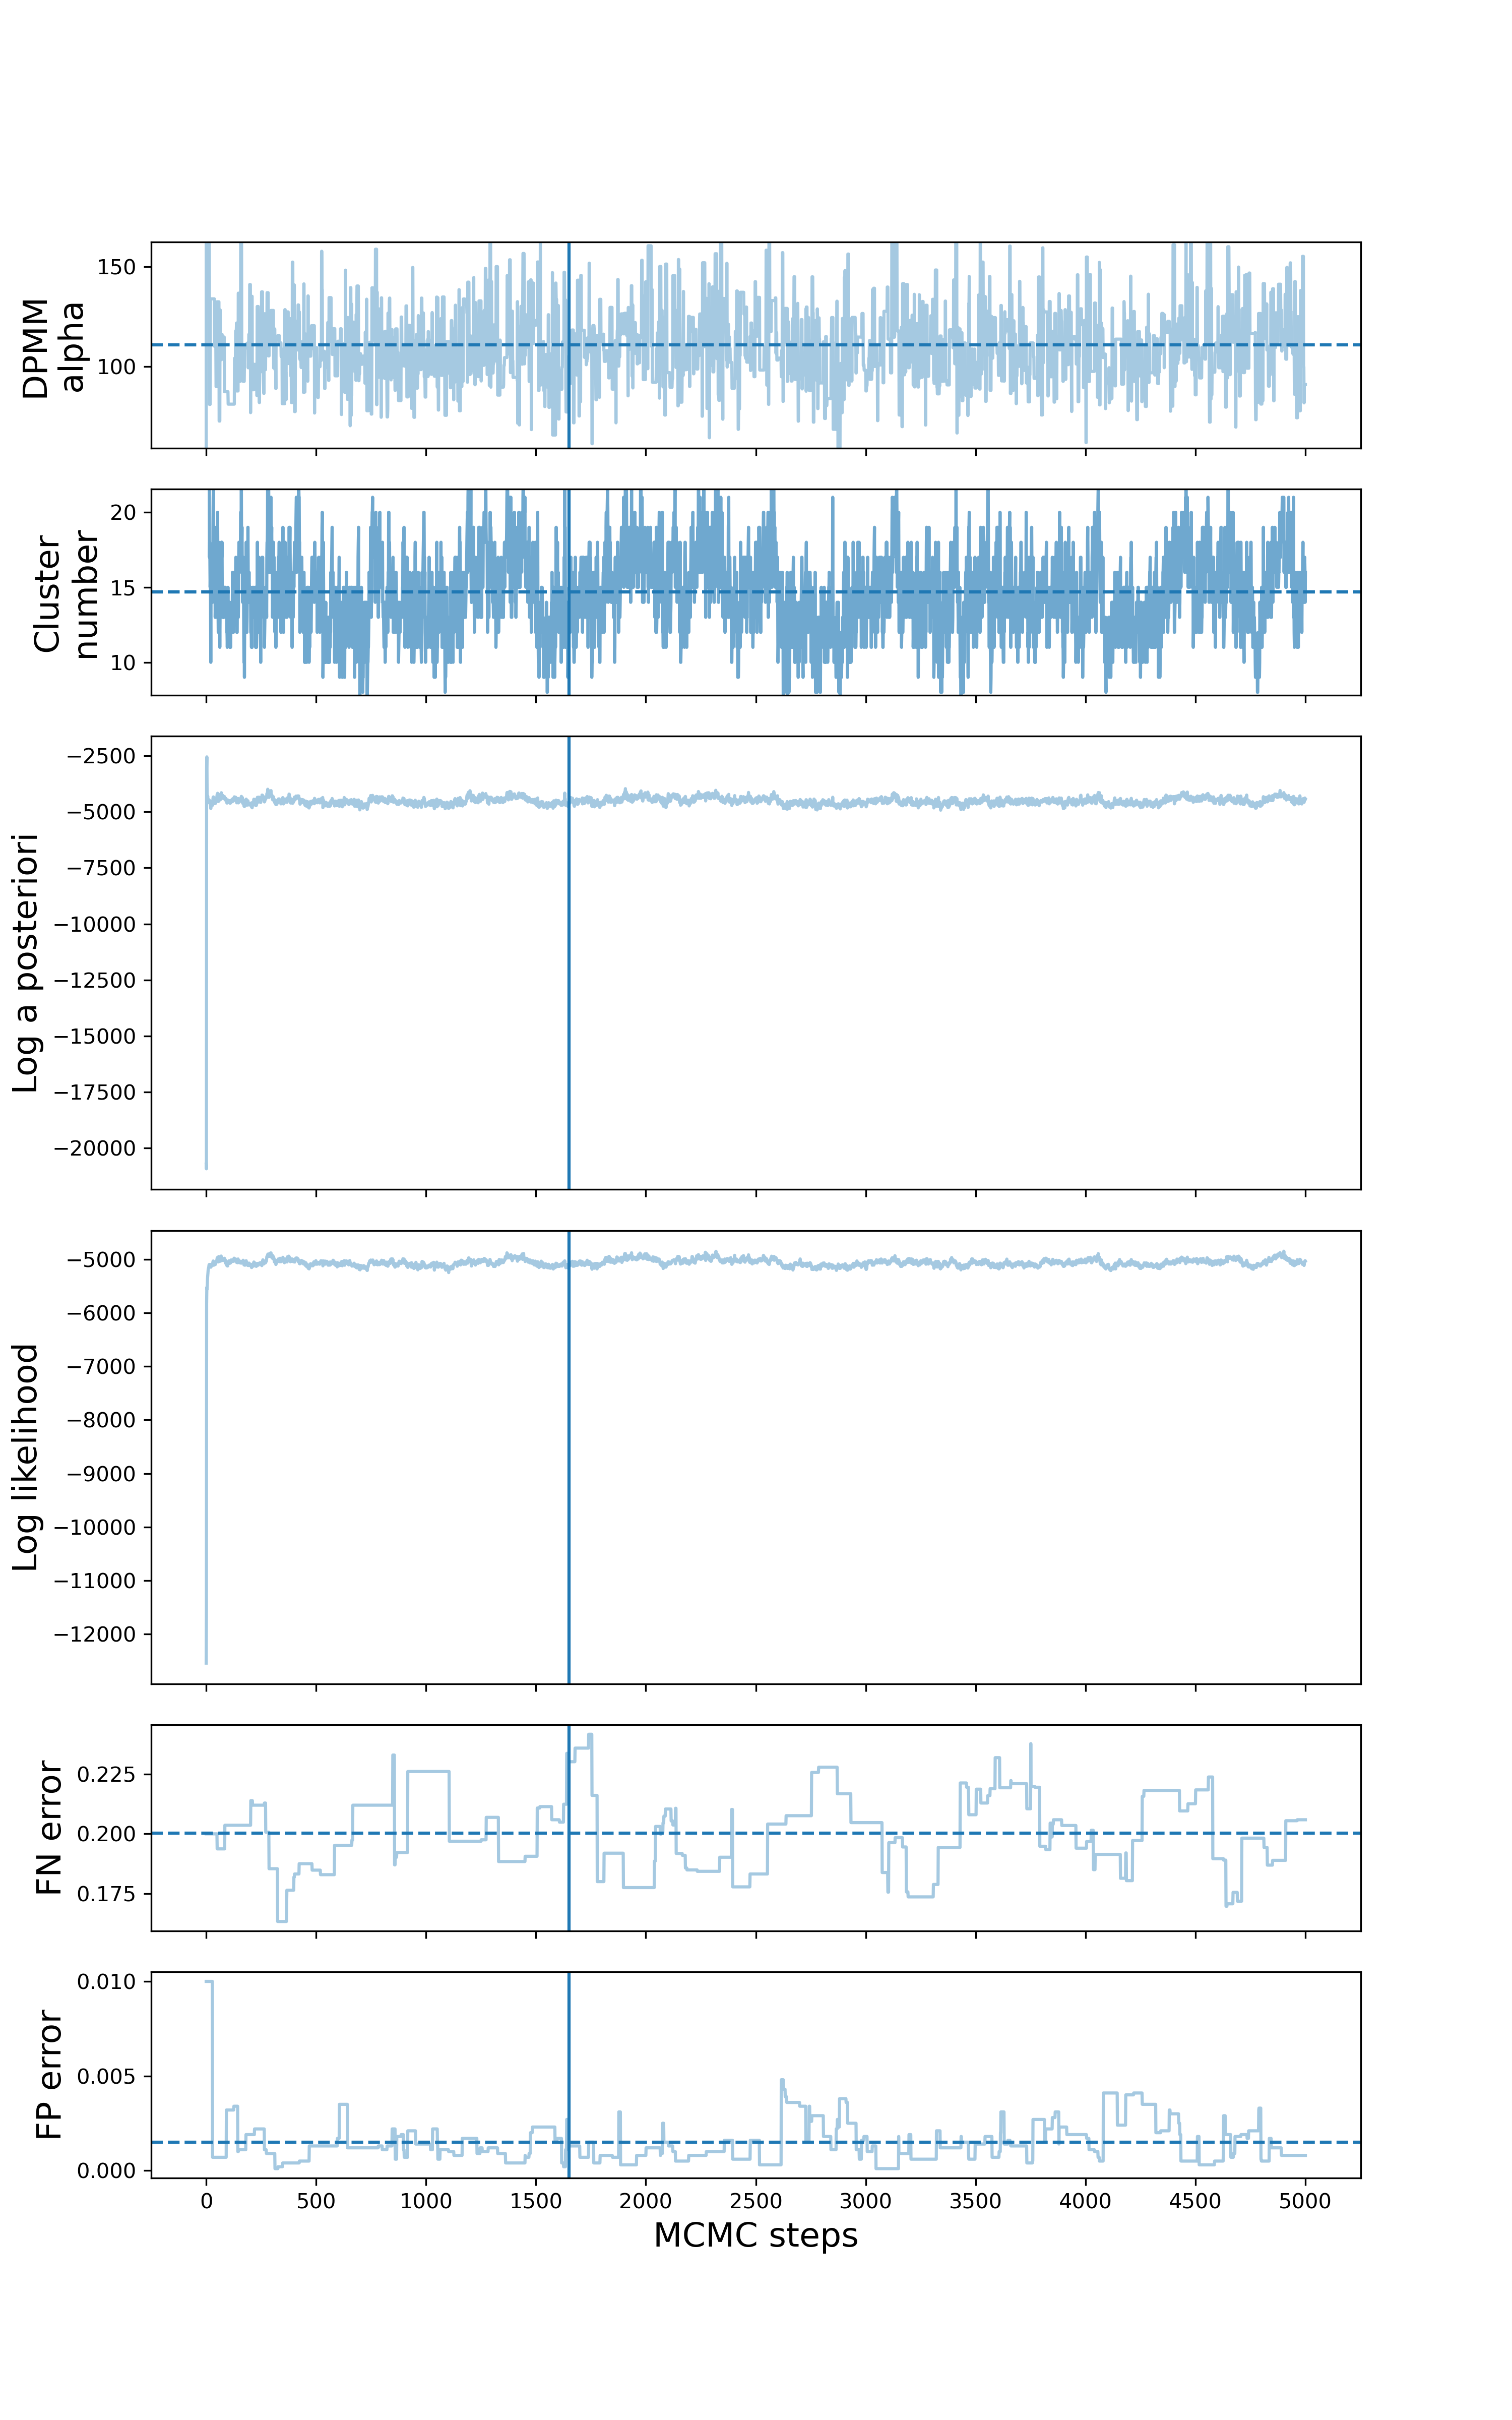 DPMM
alpha
150
100
Cluster
number
20
15
10
Log a posteriori
−2500
−5000
−7500
−10000
−12500
−15000
−17500
−20000
Log likelihood
−5000
−6000
−7000
−8000
−9000
−10000
−11000
−12000
FN error
0.225
0.200
0.175
FP error
0.010
0.005
0.000
0 500 1000 1500 2000 2500 3000 3500 4000 4500 5000
MCMC steps